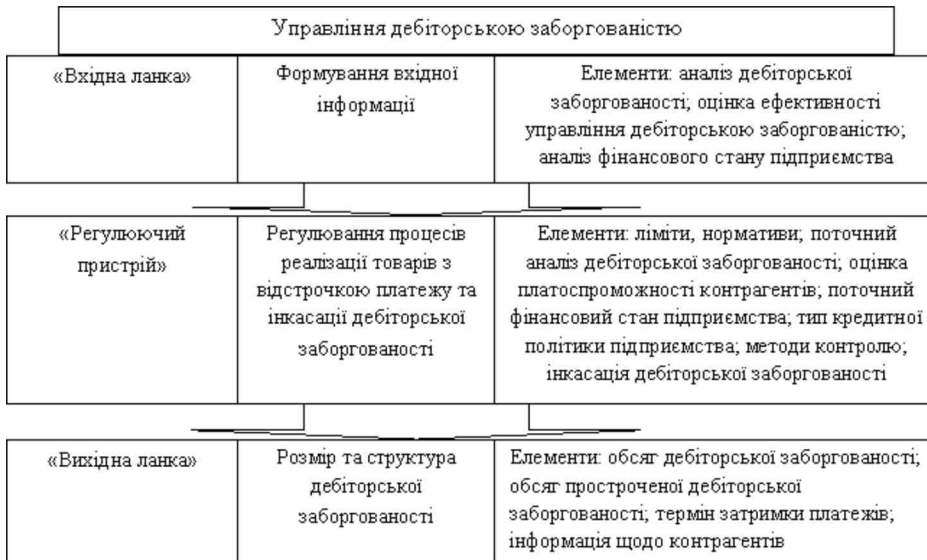 Управління дебіторською заборгованістю
«Вхідна ланка»
Формування вхідної
інформації
Елементи: аналіз дебіторської
заборгованості; оцінка ефективності
управління дебіторською заборгованістю;
аналіз фінансового стану підприємства
«Регулюючий
пристрій»
Регулювання процесів
реалізації товарів з
відстрочкою платежу та
інкасації дебіторської
заборгованості
Елементи: ліміти, нормативи; поточний
аналіз дебіторської заборгованості; оцінка
платоспроможності контрагентів; поточний
фінансовий стан підприємства; тип кредитної
політики підприємства; методи контролю;
інкасація дебіторської заборгованості
«Вихідна ланка»
Розмір та структура
дебіторської
заборгованості
Елементи: обсяг дебіторської заборгованості;
обсяг простроченої дебіторської
заборгованості; термін затримки платежів;
інформація щодо контрагентів